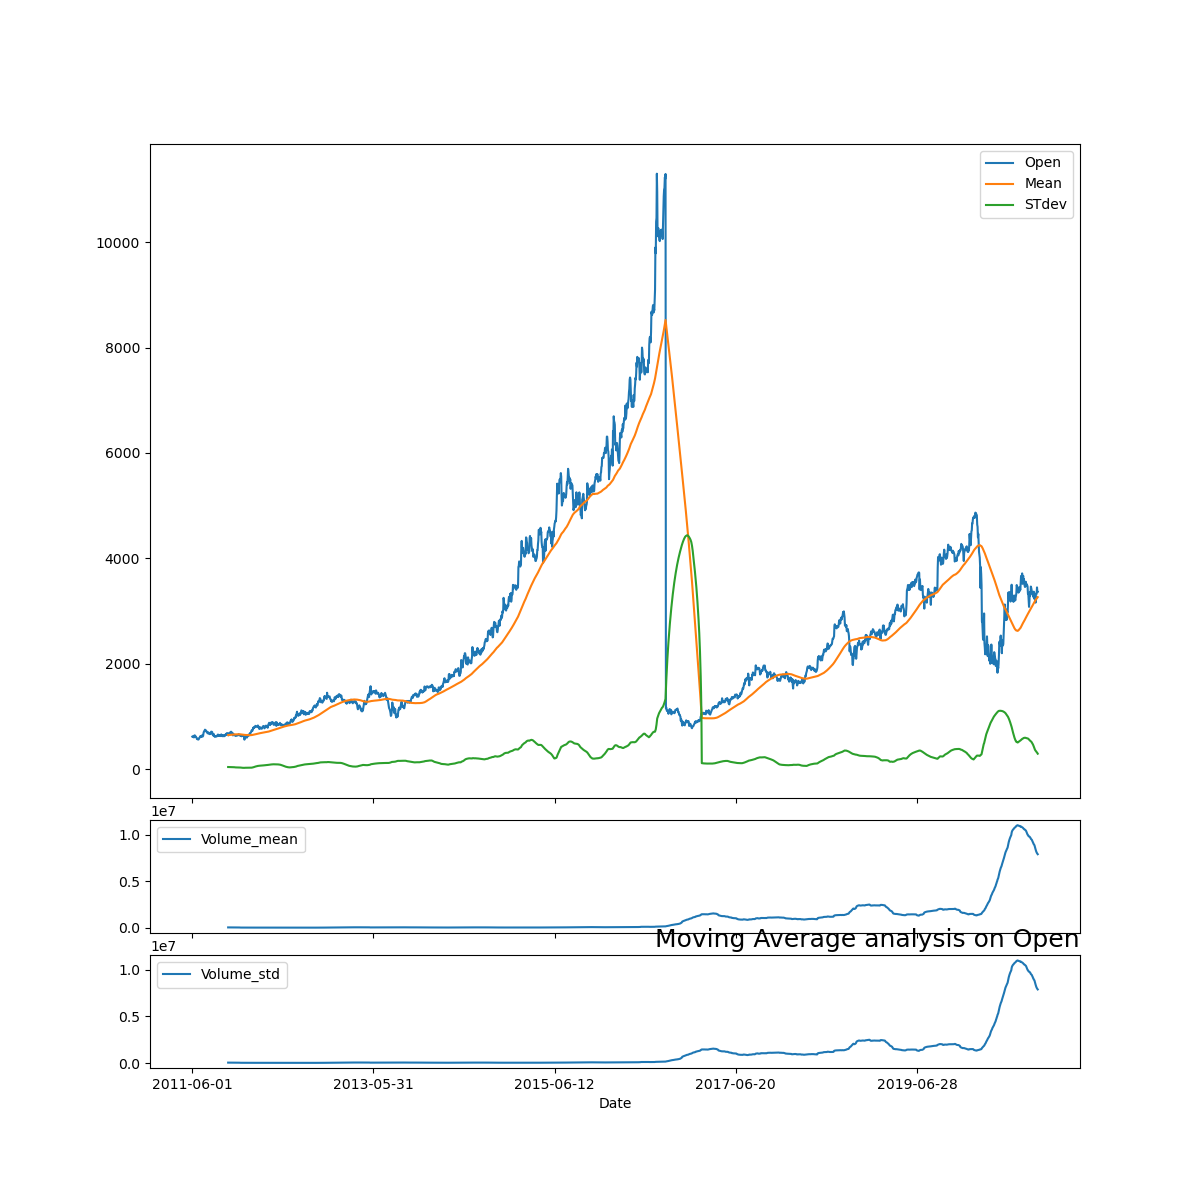 Open
Mean
STdev
10000
8000
6000
4000
2000
0
1e7
Volume_mean
1.0
0.5
0.0
Moving Average analysis on Open
1e7
Volume_std
1.0
0.5
0.0
2011-06-01 2013-05-31 2015-06-12 2017-06-20 2019-06-28
Date